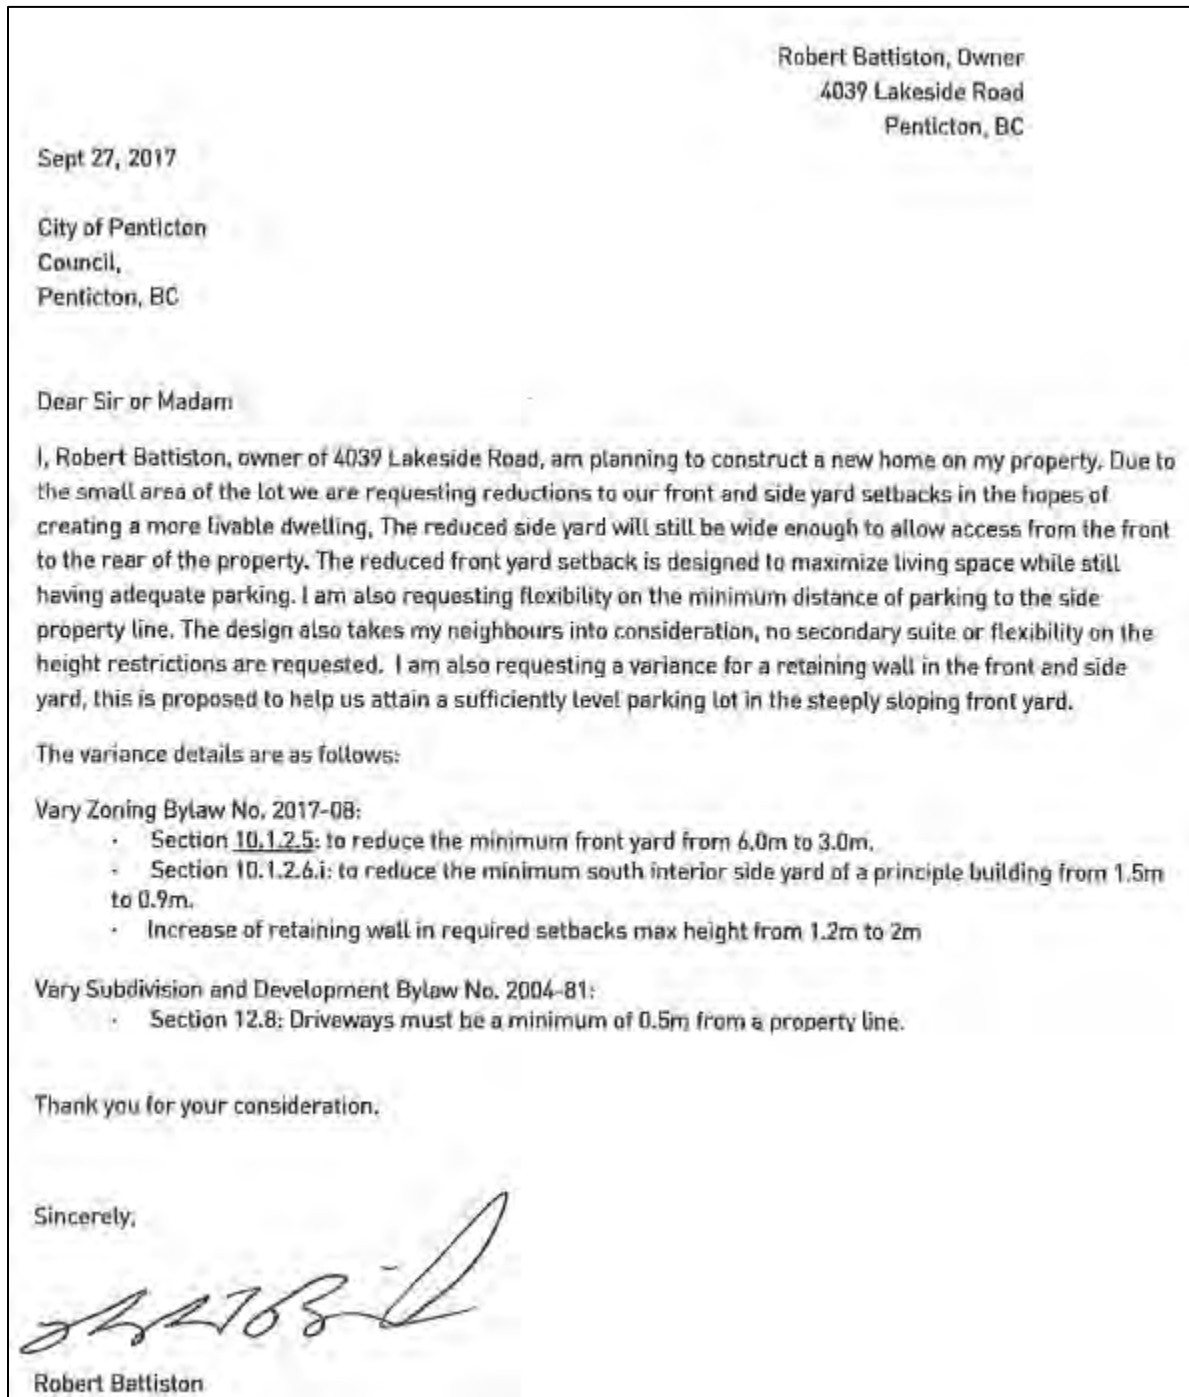 Robert Battiston, Owner
4039 Lakeside Road
Penticton, BC
Sept 27, 2017
City of Penticton
Council,
Penticton, BC
Dear Sir or Madam
I, Robert Battiston, owner of 4039 Lakeside Road, am planning to construct a new home on my property. Due to
the small area of the lot we are requesting reductions to our front and side yard setbacks in the hopes of
creating a more livable dwelling, The reduced side yard will still be wide enough to allow access from the front
to the rear of the property. The reduced front yard setback is designed to maximize living space while still
having adequate parking. I am also requesting flexibility on the minimum distance of parking to the side
property line. The design also takes my neighbours into consideration, no secondary suite or flexibility on the
height restrictions are requested. I am also requesting a variance for a retaining wall in the front and side
yard, this is proposed to help us attain a sufficiently level parking lot in the steeply sloping front yard.
The variance details are as follows:
Vary Zoning Bylaw No. 2017-08:
· Section 10.1.2.5: to reduce the minimum front yard from 6.0m to 3.0m.
· Section 10.1.2.6.i: to reduce the minimum south interior side yard of a principle building from 1.5m
to 0.9m.
· Increase of retaining wall in required setbacks max height from 1.2m to 2m
Vary Subdivision and Development Bylaw No. 2004-81:
· Section 12.8: Driveways must be a minimum of 0.5m from a property line.
Thank you for your consideration.
Sincerely,
Robert Battiston